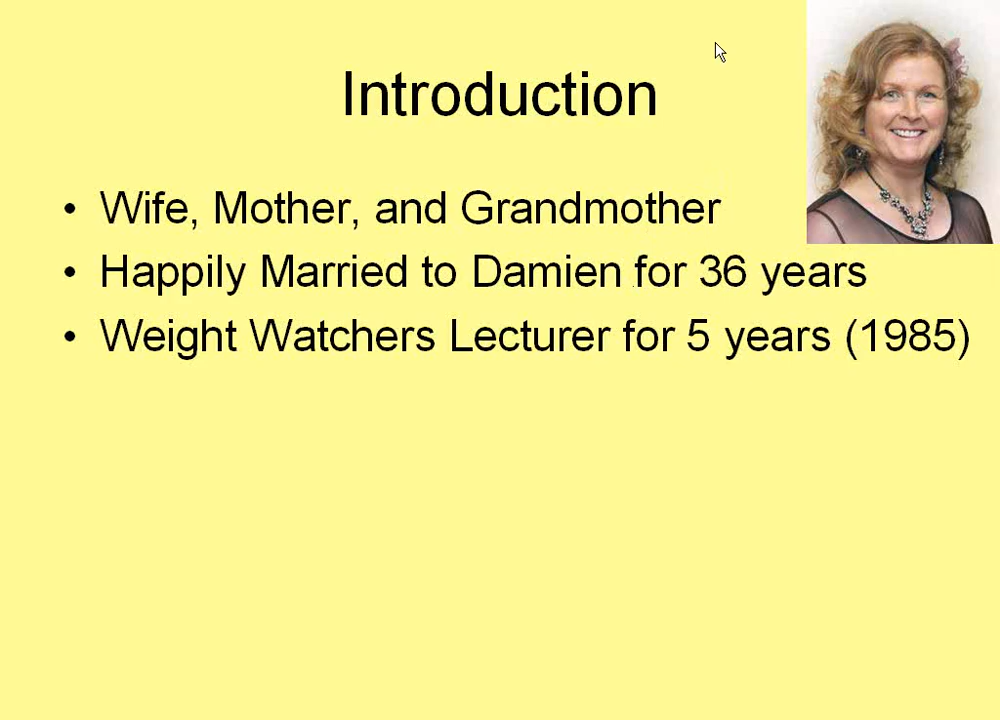 Introduction
• Wife, Mother, and Grandmother
• Happily Married to Damien for 36 years
• Weight Watchers Lecturer for 5 years (1985)